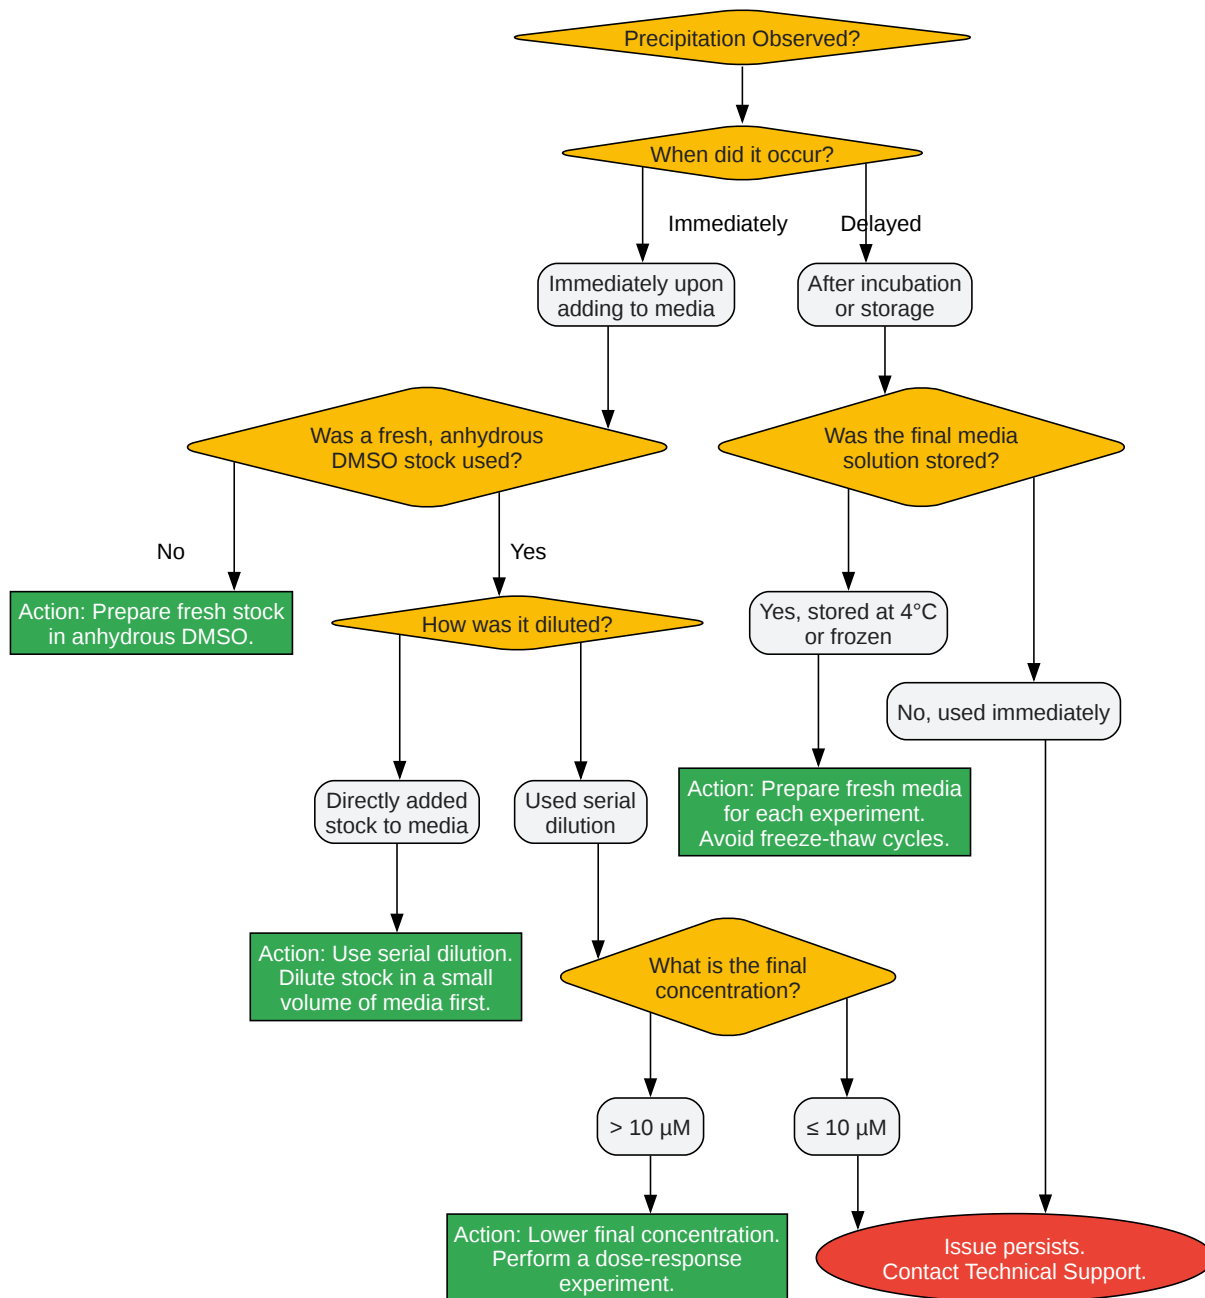 Precipitation Observed?
When did it occur?
Immediately
Delayed
Immediately upon
adding to media
After incubation
or storage
Was a fresh, anhydrous
DMSO stock used?
Was the final media
solution stored?
No
Yes
Action: Prepare fresh stock
in anhydrous DMSO.
How was it diluted?
Yes, stored at 4°C
or frozen
No, used immediately
Directly added
stock to media
Used serial
dilution
Action: Prepare fresh media
for each experiment.
Avoid freeze-thaw cycles.
Action: Use serial dilution.
Dilute stock in a small
volume of media first.
What is the final
concentration?
> 10 µM
≤ 10 µM
Action: Lower final concentration.
Perform a dose-response
experiment.
Issue persists.
Contact Technical Support.